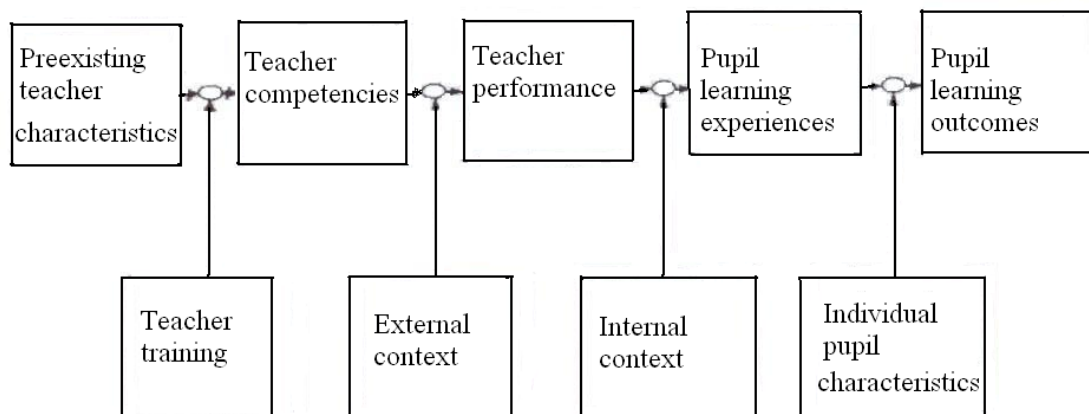 Preexisting
teacher
characteristics
Teacher
competencies
Teacher
performance
Pupil
learning
experiences
Pupil
learning
outcomes
Teacher
training
External
context
Internal
context
Individual
pupil
characteristics